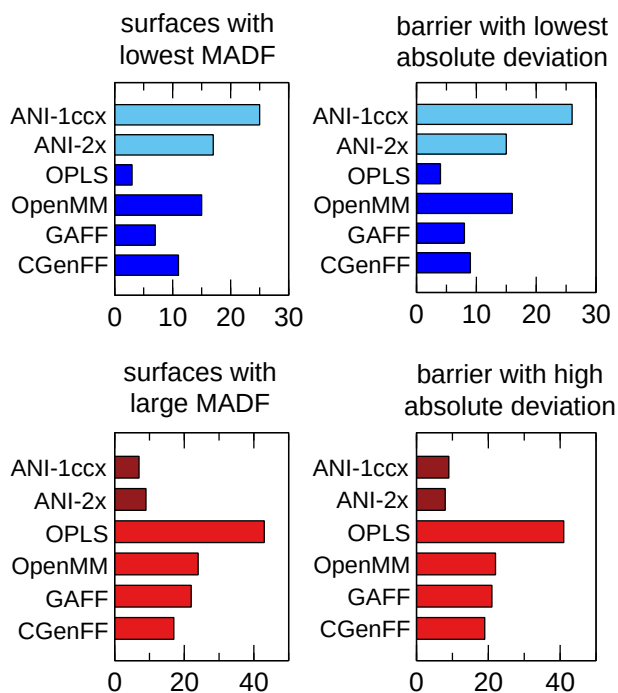 surfaces with
lowest MADF
ANI-1ccx
ANI-2x
OPLS
OpenMM
GAFF
CGenFF
0 10 20 30
barrier with lowest
absolute deviation
ANI-1ccx
ANI-2x
OPLS
OpenMM
GAFF
CGenFF
0 10 20 30
surfaces with
large MADF
ANI-1ccx
ANI-2x
OPLS
OpenMM
GAFF
CGenFF
0 20 40
barrier with high
absolute deviation
ANI-1ccx
ANI-2x
OPLS
OpenMM
GAFF
CGenFF
0 20 40